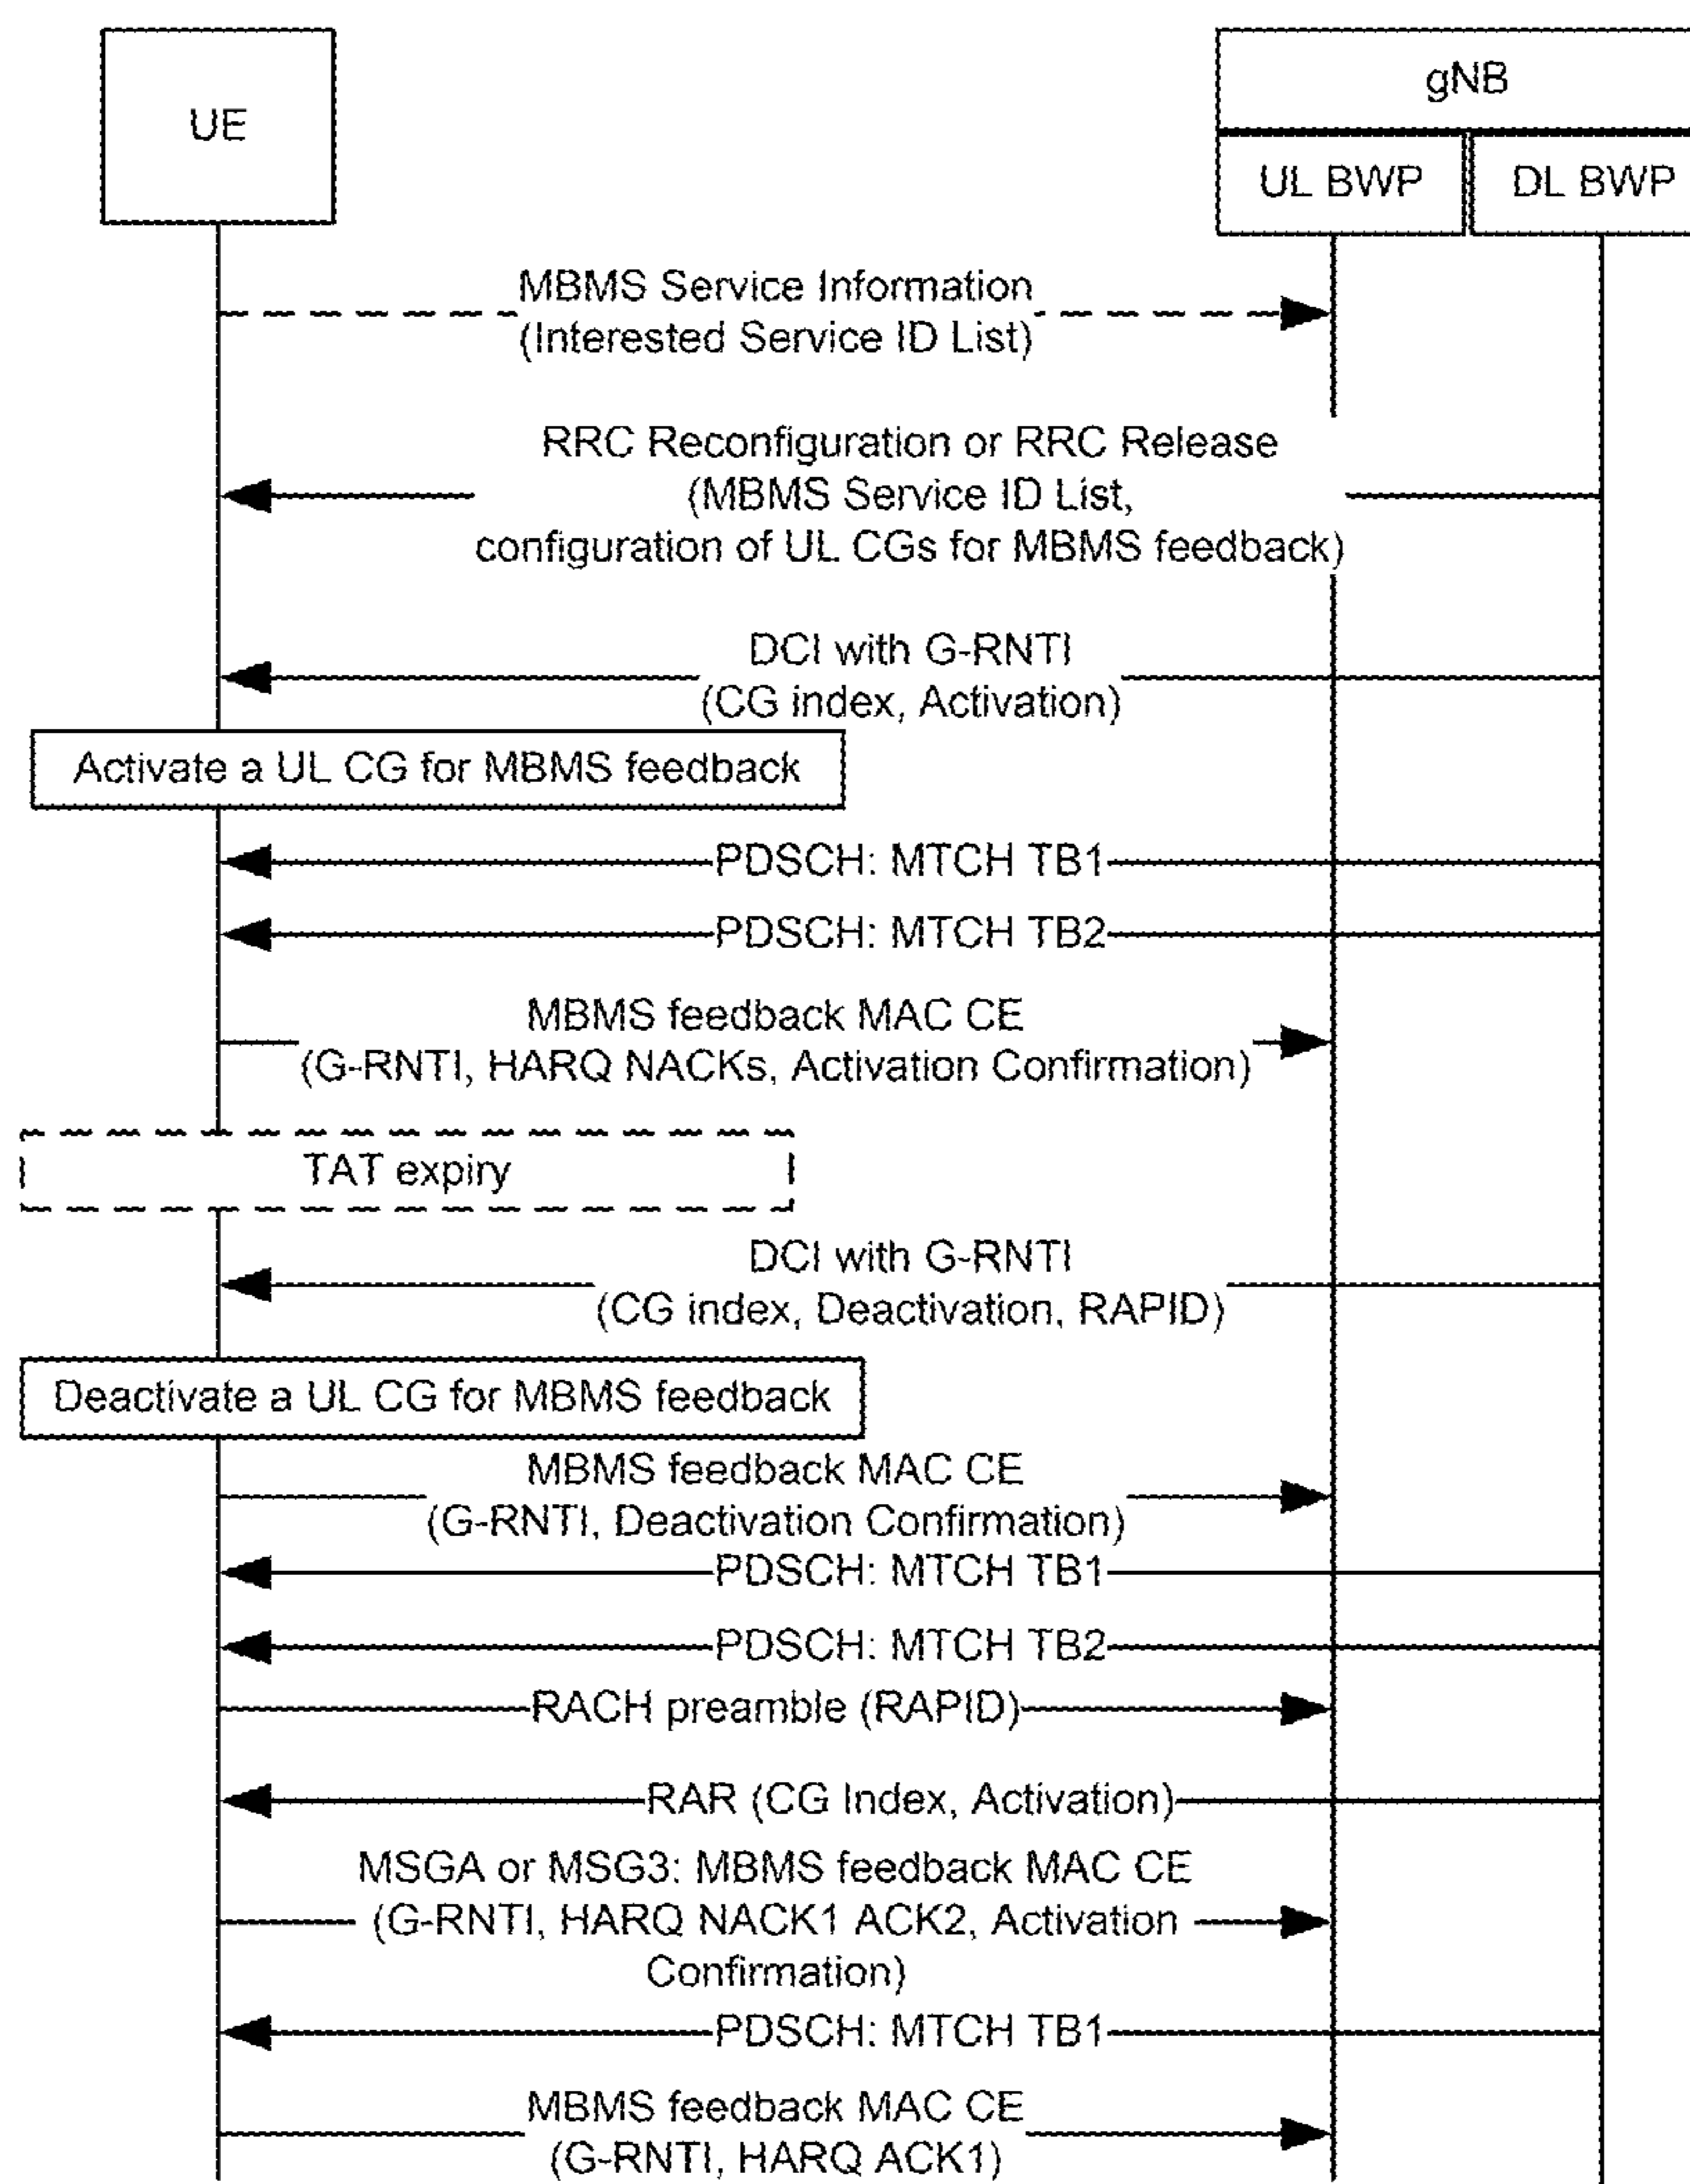 UE
gNB
UL BWP
DL BWP
MBMS Service Information
(Interested Service ID List)
RRC Reconfiguration or RRC Release
(MBMS Service ID List,
configuration of UL CGs for MBMS feedback)
DCI with G-RNTI
(CG index, Activation)
Activate a UL CG for MBMS feedback
PDSCH: MTCH TB1
PDSCH: MTCH TB2
MBMS feedback MAC CE
(G-RNTI, HARQ NACKs, Activation Confirmation)
TAT expiry
DCI with G-RNTI
(CG index, Deactivation, RAPID)
Deactivate a UL CG for MBMS feedback
MBMS feedback MAC CE
(G-RNTI, Deactivation Confirmation)
PDSCH: MTCH TB1
PDSCH: MTCH TB2
RACH preamble (RAPID)
RAR (CG Index, Activation)
MSGA or MSG3: MBMS feedback MAC CE
(G-RNTI, HARQ NACK1 ACK2, Activation
Confirmation)
PDSCH: MTCH TB1
MBMS feedback MAC CE
(G-RNTI, HARQ ACK1)